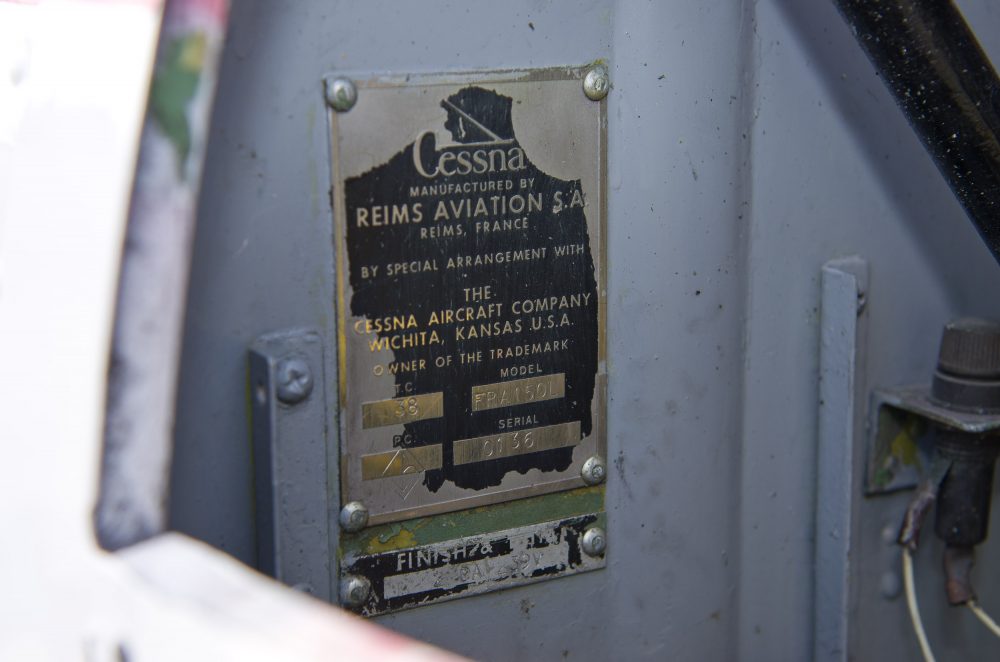 Cessna
MANUFACTURED BY
REIMS AVIATION S.A.
REIMS, FRANCE
BY SPECIAL ARRANGEMENT WITH
THE
CESSNA AIRCRAFT COMPANY
WICHITA, KANSAS U.S.A.
OWNER OF THE TRADEMARK
T.C. MODEL
38 FRA150L
P.C. SERIAL
0136
FINISH &